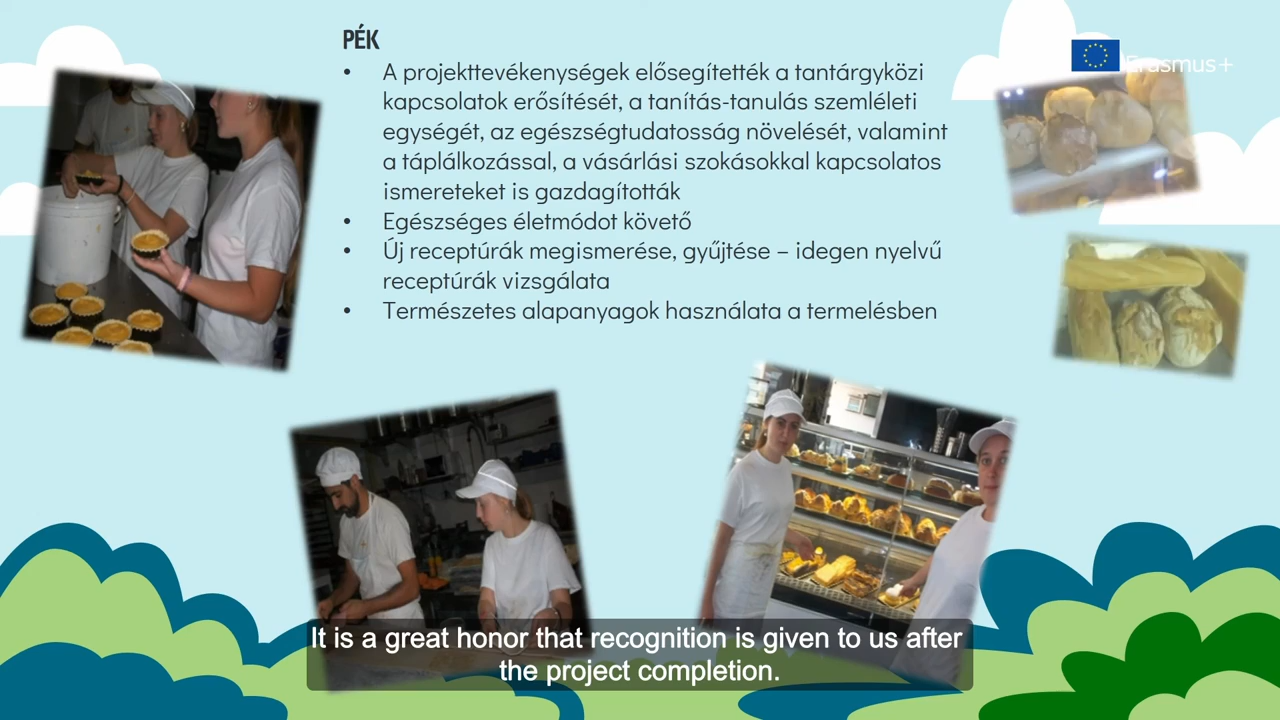 PÉK
• A projekttevékenységek elősegítették a tantárgyközi
kapcsolatok erősítését, a tanítás-tanulás szemléleti
egységét, az egészségtudatosság növelését, valamint
a táplálkozással, a vásárlási szokásokkal kapcsolatos
ismereteket is gazdagították
• Egészséges életmódot követő
• Új receptúrák megismerése, gyűjtése – idegen nyelvű
receptúrák vizsgálata
• Természetes alapanyagok használata a termelésben
Erasmus+
It is a great honor that recognition is given to us after
the project completion.